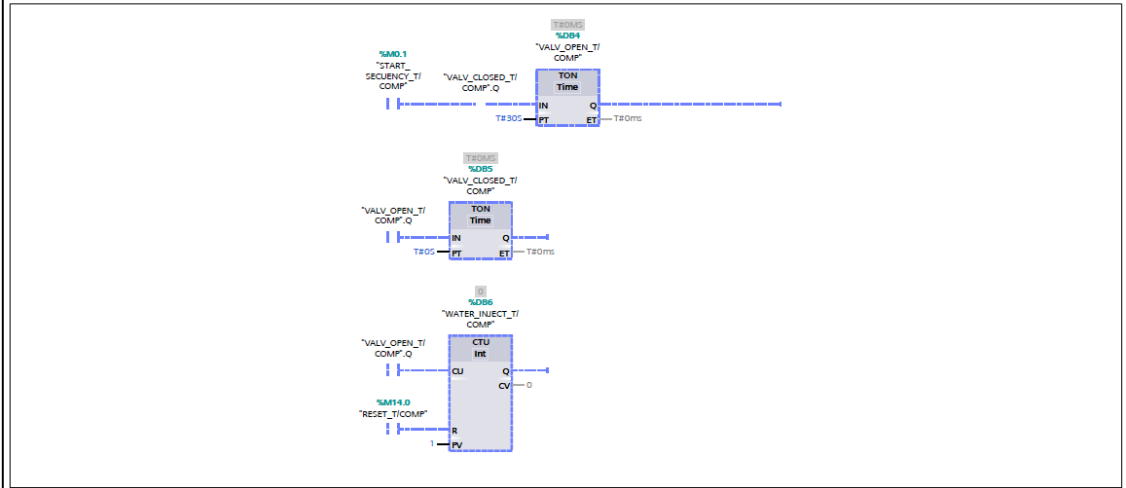 T#0MS
%DB4
"VALV_OPEN_T/
COMP"
%M0.1
"START_
SECUENCY_T/
COMP"
"VALV_CLOSED_T/
COMP".Q
TON
Time
IN
Q
T#30S
PT
ET
T#0ms
T#0MS
%DB5
"VALV_CLOSED_T/
COMP"
"VALV_OPEN_T/
COMP".Q
TON
Time
IN
Q
T#0S
PT
ET
T#0ms
0
%DB6
"WATER_INJECT_T/
COMP"
"VALV_OPEN_T/
COMP".Q
CTU
Int
CU
Q
CV
0
%M14.0
"RESET_T/COMP"
R
1
PV